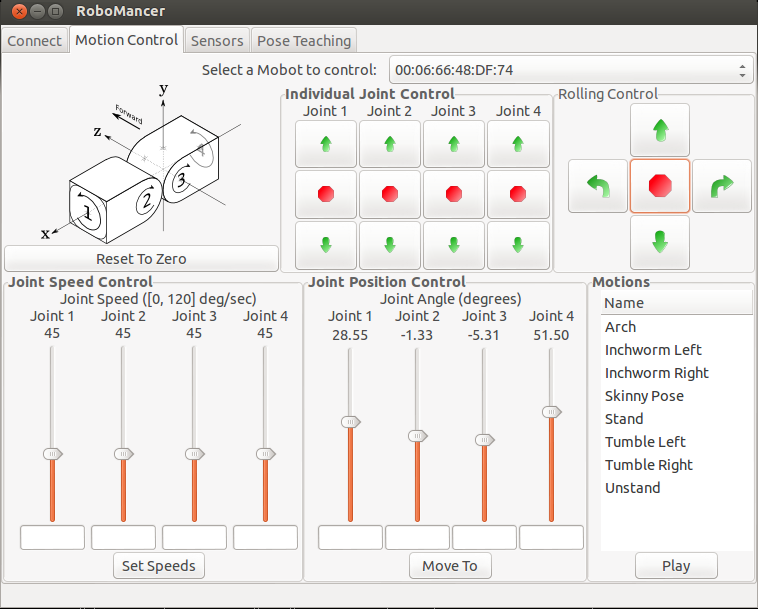 RoboMancer
Connect Motion Control Sensors Pose Teaching
Select a Mobot to control: 00:06:66:48:DF:74
y
Forward
z
4
3
2
1
x
Reset To Zero
Individual Joint Control
Joint 1 Joint 2 Joint 3 Joint 4
Rolling Control
Joint Speed Control
Joint Speed ([0, 120] deg/sec)
Joint 1 Joint 2 Joint 3 Joint 4
45 45 45 45
Set Speeds
Joint Position Control
Joint Angle (degrees)
Joint 1 Joint 2 Joint 3 Joint 4
28.55 -1.33 -5.31 51.50
Move To
Motions
Name
Arch
Inchworm Left
Inchworm Right
Skinny Pose
Stand
Tumble Left
Tumble Right
Unstand
Play